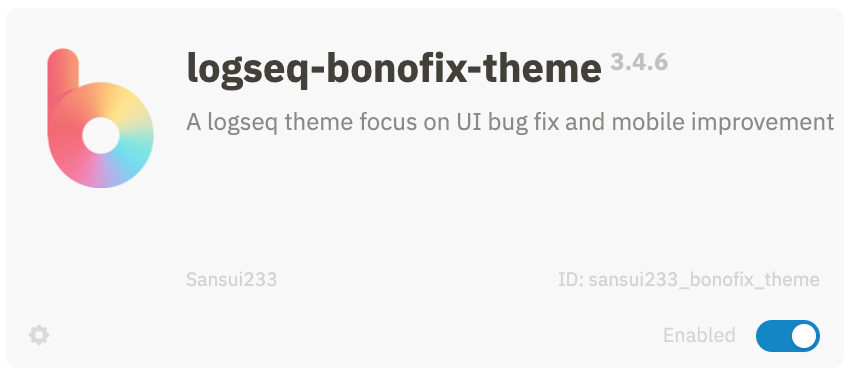 logseq-bonofix-theme 3.4.6
A logseq theme focus on UI bug fix and mobile improvement
Sansui233 ID: sansui233_bonofix_theme
Enabled